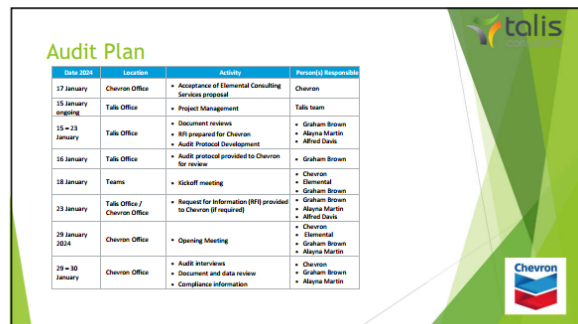 talis
consultants
Audit Plan
Date 2024 Location Activity Person(s) Responsible
17 January Chevron Office • Acceptance of Elemental Consulting Services proposal Chevron
15 January ongoing Talis Office • Project Management Talis team
15 – 23 January Talis Office • Document reviews • RFI prepared for Chevron • Audit Protocol Development • Graham Brown • Alayna Martin • Alfred Davis
16 January Talis Office • Audit protocol provided to Chevron for review • Graham Brown
18 January Teams • Kickoff meeting • Chevron • Elemental • Graham Brown
23 January Talis Office / Chevron Office • Request for Information (RFI) provided to Chevron (if required) • Graham Brown • Alayna Martin • Alfred Davis
29 January 2024 Chevron Office • Opening Meeting • Chevron • Elemental • Graham Brown • Alayna Martin
29 – 30 January Chevron Office • Audit interviews • Document and data review • Compliance information • Chevron • Graham Brown • Alayna Martin
Chevron